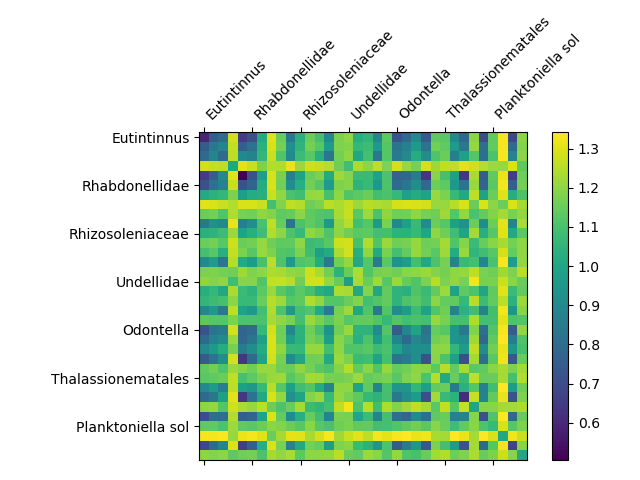 Eutintinnus
Rhabdonellidae
Rhizosoleniaceae
Undellidae
Odontella
Thalassionematales
Planktoniella sol
Eutintinnus
Rhabdonellidae
Rhizosoleniaceae
Undellidae
Odontella
Thalassionematales
Planktoniella sol
1.3
1.2
1.1
1.0
0.9
0.8
0.7
0.6